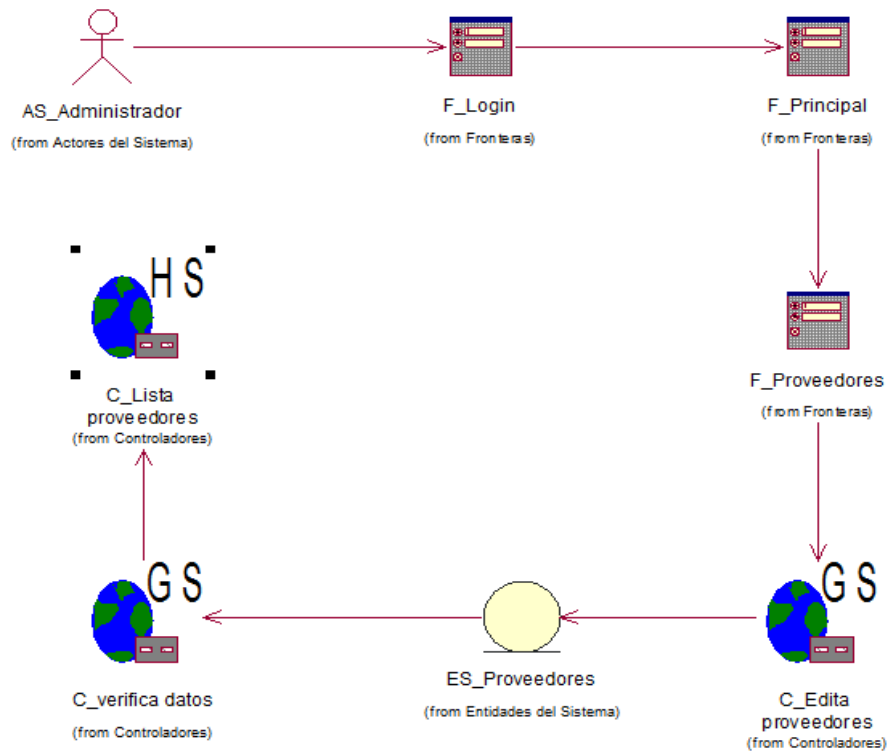 AS_Administrador
(from Actores del Sistema)
F_Login
(from Fronteras)
F_Principal
(from Fronteras)
H S
C_Lista
proveedores
(from Controladores)
F_Proveedores
(from Fronteras)
G S
C_verifica datos
(from Controladores)
ES_Proveedores
(from Entidades del Sistema)
G S
C_Edita
proveedores
(from Controladores)